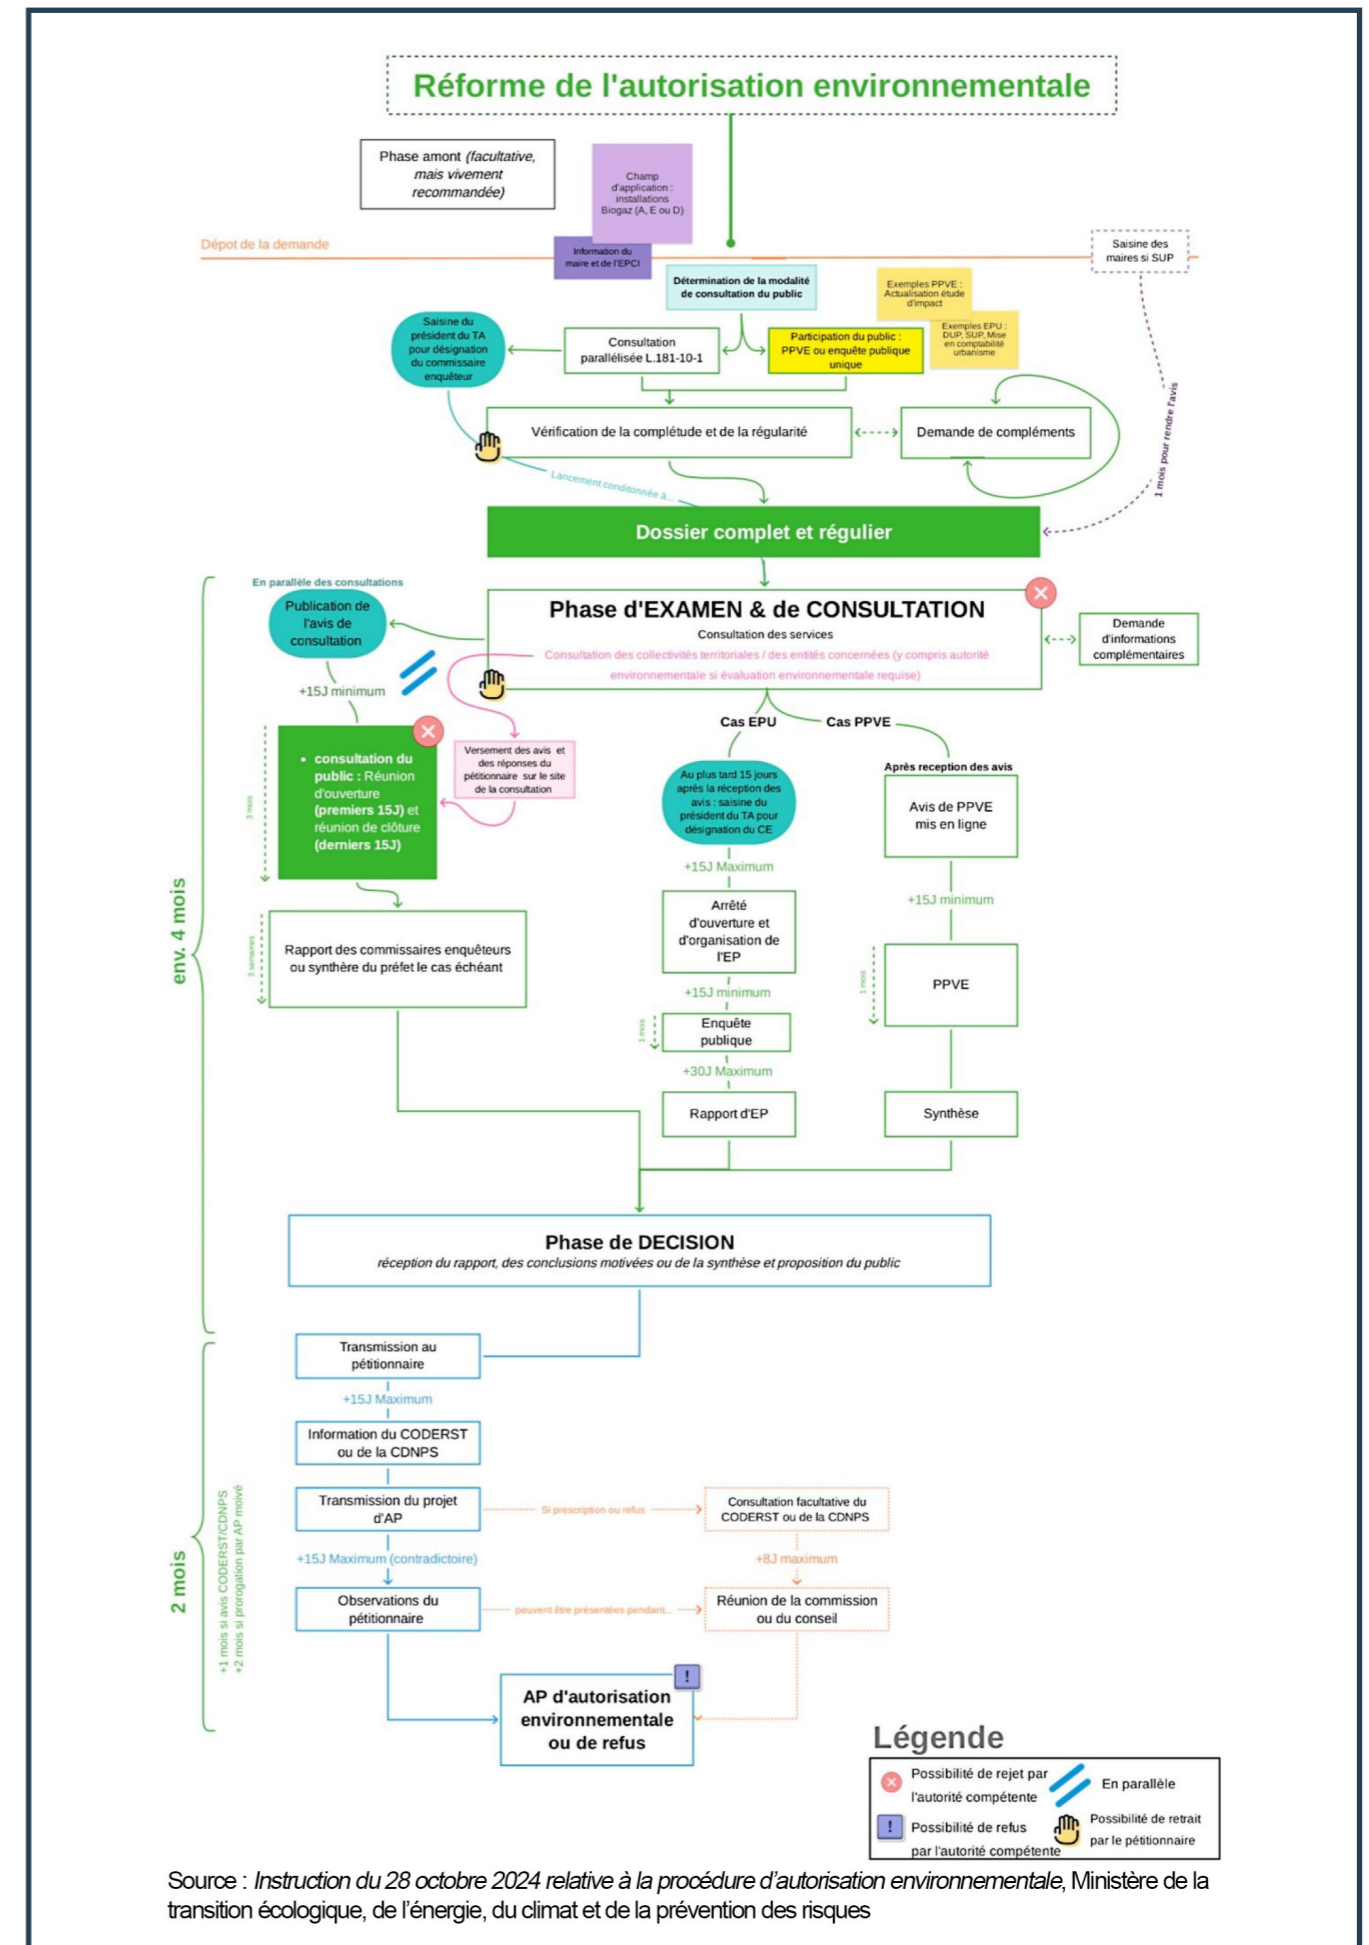 Réforme de l'autorisation environnementale
Phase amont (facultative,
mais vivement
recommandée)
Champ
d'application :
installations
Biogaz (A, E ou D)
Dépot de la demande
Information du
maire et de l'EPCI
Saisine des
maires si SUP
Détermination de la modalité
de consultation du public
Exemples PPVE :
Actualisation étude
d'impact
Exemples EPU :
DUP, SUP, Mise
en comptabilité
urbanisme
Saisine du
président du TA
pour désignation
du commissaire
enquêteur
Consultation
parallélisée L.181-10-1
Participation du public :
PPVE ou enquête publique
unique
Vérification de la complétude et de la régularité
Demande de compléments
1 mois pour rendre l'avis
Lancement conditonnée à...
Dossier complet et régulier
En parallèle des consultations
Publication de
l'avis de
consultation
Phase d'EXAMEN & de CONSULTATION
Consultation des services
Consultation des collectivités territoriales / des entités concernées (y compris autorité
environnementale si évaluation environnementale requise)
Demande
d'informations
complémentaires
+15J minimum
Cas EPU
Cas PPVE
3 mois
• consultation du
public : Réunion
d'ouverture
(premiers 15J) et
réunion de clôture
(derniers 15J)
Versement des avis et
des réponses du
pétitionnaire sur le site
de la consultation
Au plus tard 15 jours
après la réception des
avis : saisine du
président du TA pour
désignation du CE
Après reception des avis
Avis de PPVE
mis en ligne
+15J Maximum
+15J minimum
env. 4 mois
3 semaines
Rapport des commissaires enquêteurs
ou synthère du préfet le cas échéant
Arrêté
d'ouverture et
d'organisation de
l'EP
+15J minimum
1 mois
PPVE
1 mois
Enquête
publique
+30J Maximum
Rapport d'EP
Synthèse
Phase de DECISION
réception du rapport, des conclusions motivées ou de la synthèse et proposition du public
Transmission au
pétitionnaire
+15J Maximum
Information du CODERST
ou de la CDNPS
Transmission du projet
d'AP
Si prescription ou refus
Consultation facultative du
CODERST ou de la CDNPS
+15J Maximum (contradictoire)
+8J maximum
2 mois
+1 mois si avis CODERST/CDNPS
+2 mois si prorogation par AP moivé
Observations du
pétitionnaire
peuvent être présentées pendant...
Réunion de la commission
ou du conseil
!
AP d'autorisation
environnementale
ou de refus
Légende
Possibilité de rejet par
l'autorité compétente
En parallèle
!
Possibilité de refus
par l'autorité compétente
Possibilité de retrait
par le pétitionnaire
Source : Instruction du 28 octobre 2024 relative à la procédure d'autorisation environnementale, Ministère de la
transition écologique, de l'énergie, du climat et de la prévention des risques